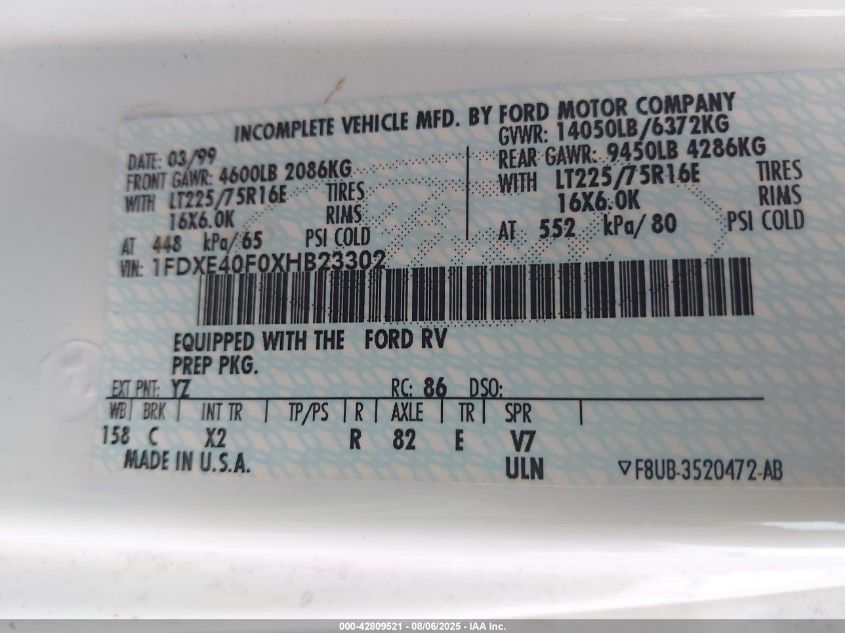 INCOMPLETE VEHICLE MFD. BY FORD MOTOR COMPANY
DATE: 03/99
GVWR: 14050LB/6372KG
FRONT GAWR: 4600LB 2086KG
REAR GAWR: 9450LB 4286KG
WITH LT225/75R16E TIRES
WITH LT225/75R16E TIRES
16X6.0K RIMS
16X6.0K RIMS
AT 448 kPa/65 PSI COLD
AT 552 kPa/80 PSI COLD
VIN: 1FDXE40F0XHB23302
EQUIPPED WITH THE FORD RV
PREP PKG.
EXT PNT: YZ RC: 86 DSO:
WB BRK INT TR TP/PS R AXLE TR SPR
158 C X2 R 82 E V7
MADE IN U.S.A. ULN ▽F8UB-3520472-AB
000-42809521 - 08/06/2025 - IAA Inc.